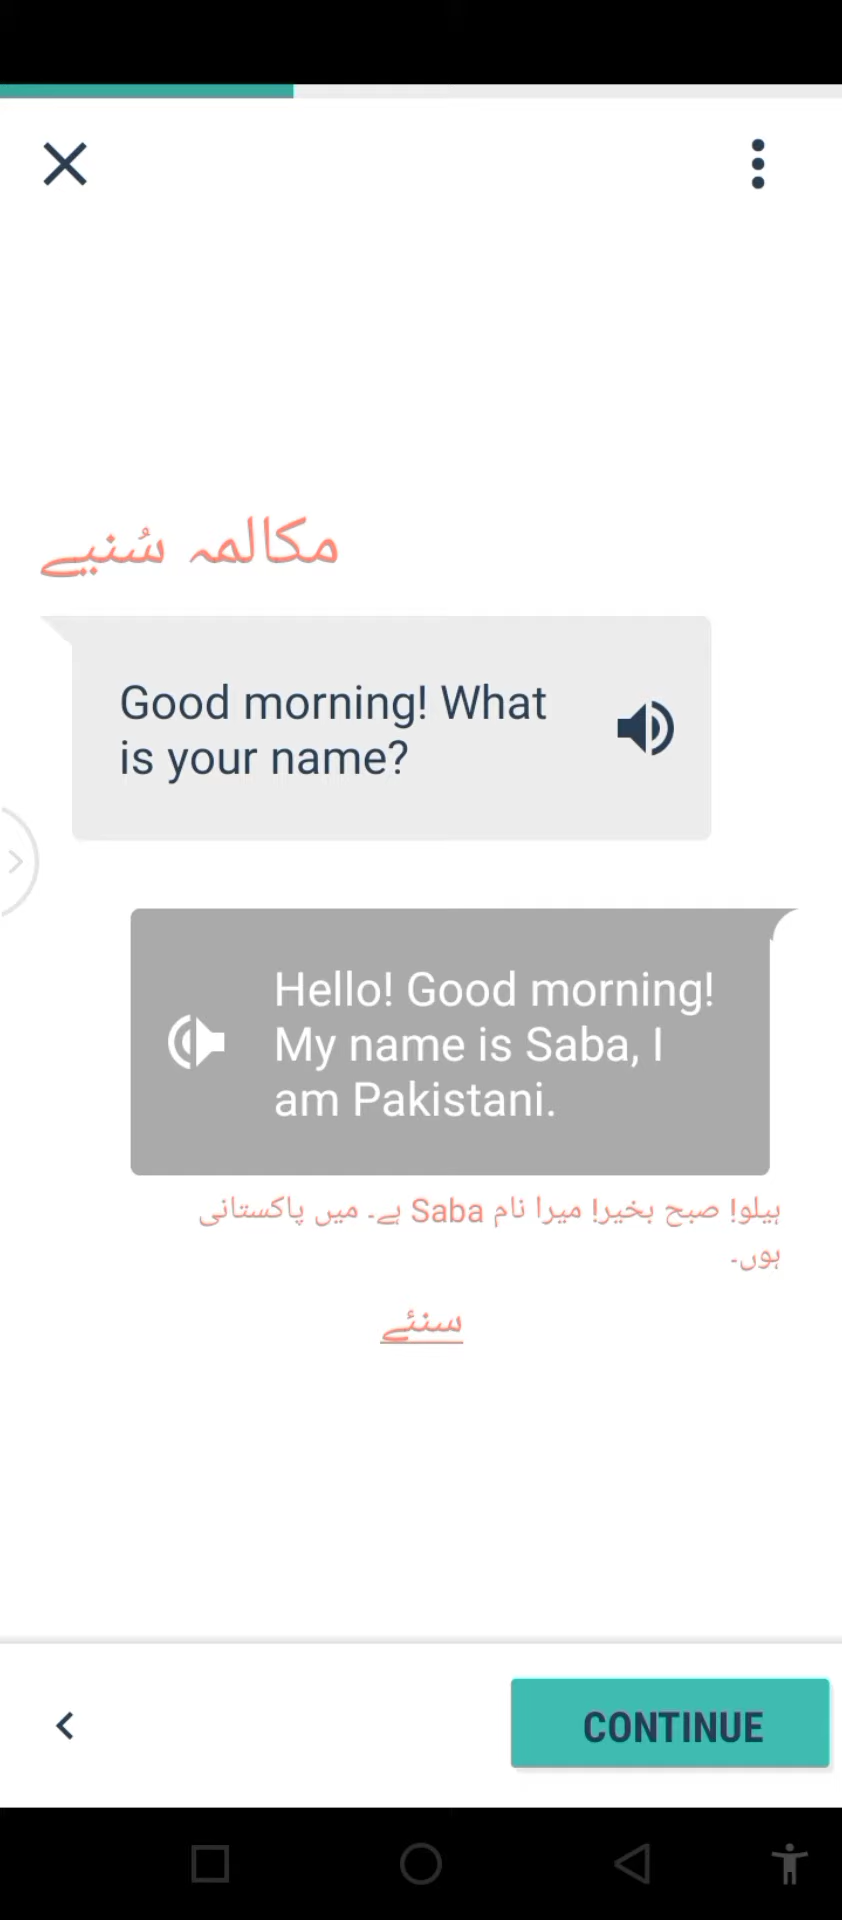 مکالمہ سُنیے
Good morning! What
is your name?
Hello! Good morning!
My name is Saba, I
am Pakistani.
ہیلو! صبح بخیر! میرا نام Saba ہے۔ میں پاکستانی
ہوں۔
سنئے
CONTINUE